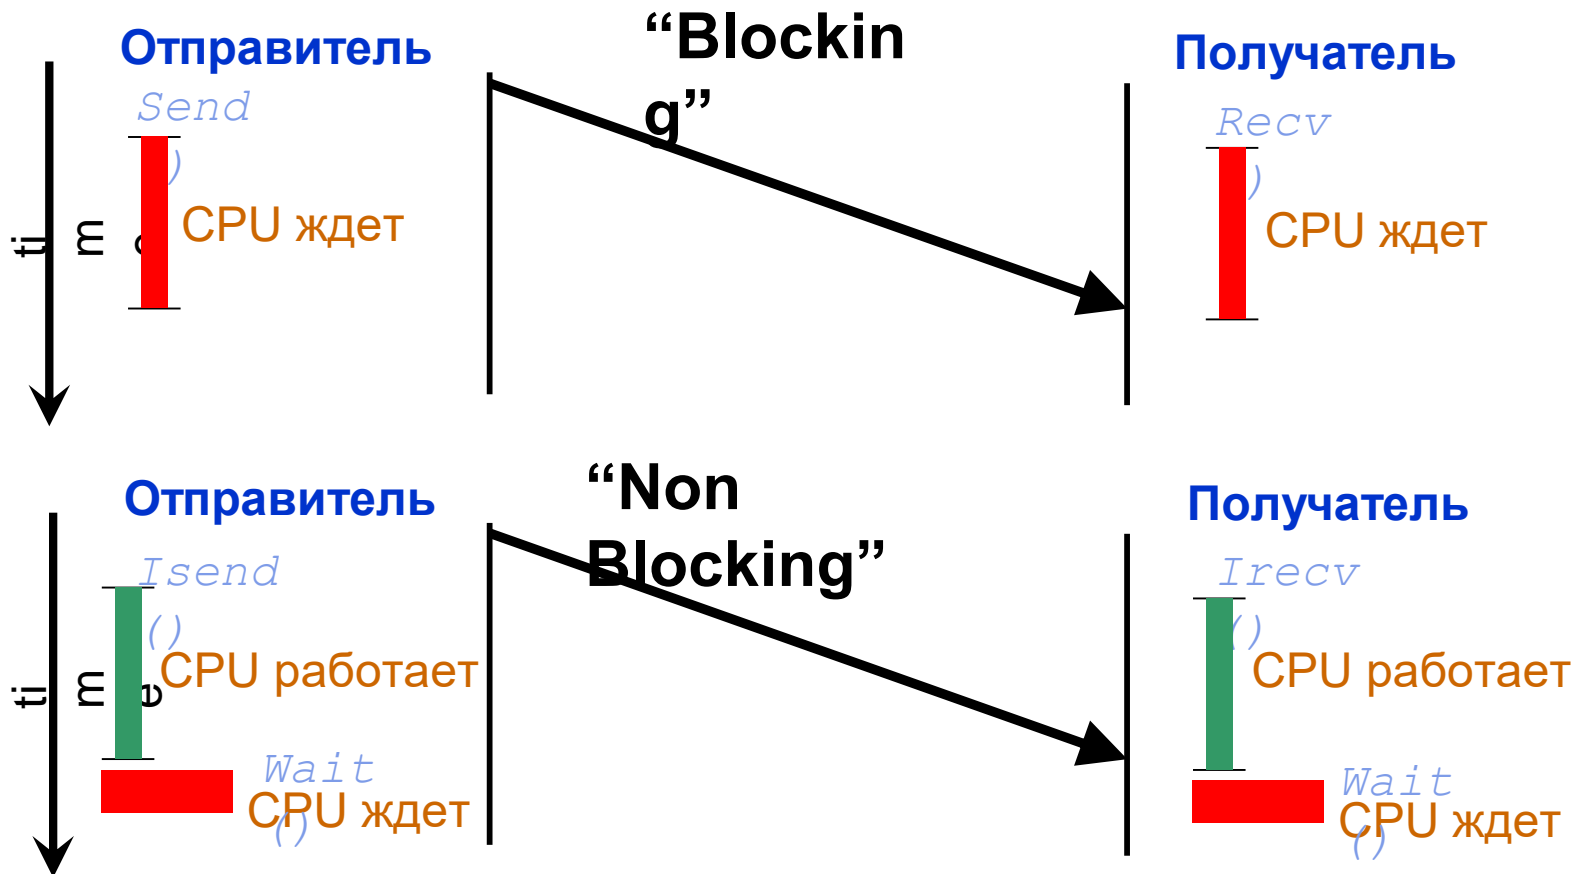 Отправитель
“Blockin
g”
Получатель
Send
)
Recv
)
CPU ждет
CPU ждет
ti
m
Отправитель
“Non
Blocking”
Получатель
Isend
()
Irecv
()
CPU работает
CPU работает
ti
m
e
Wait
()
CPU ждет
Wait
()
CPU ждет